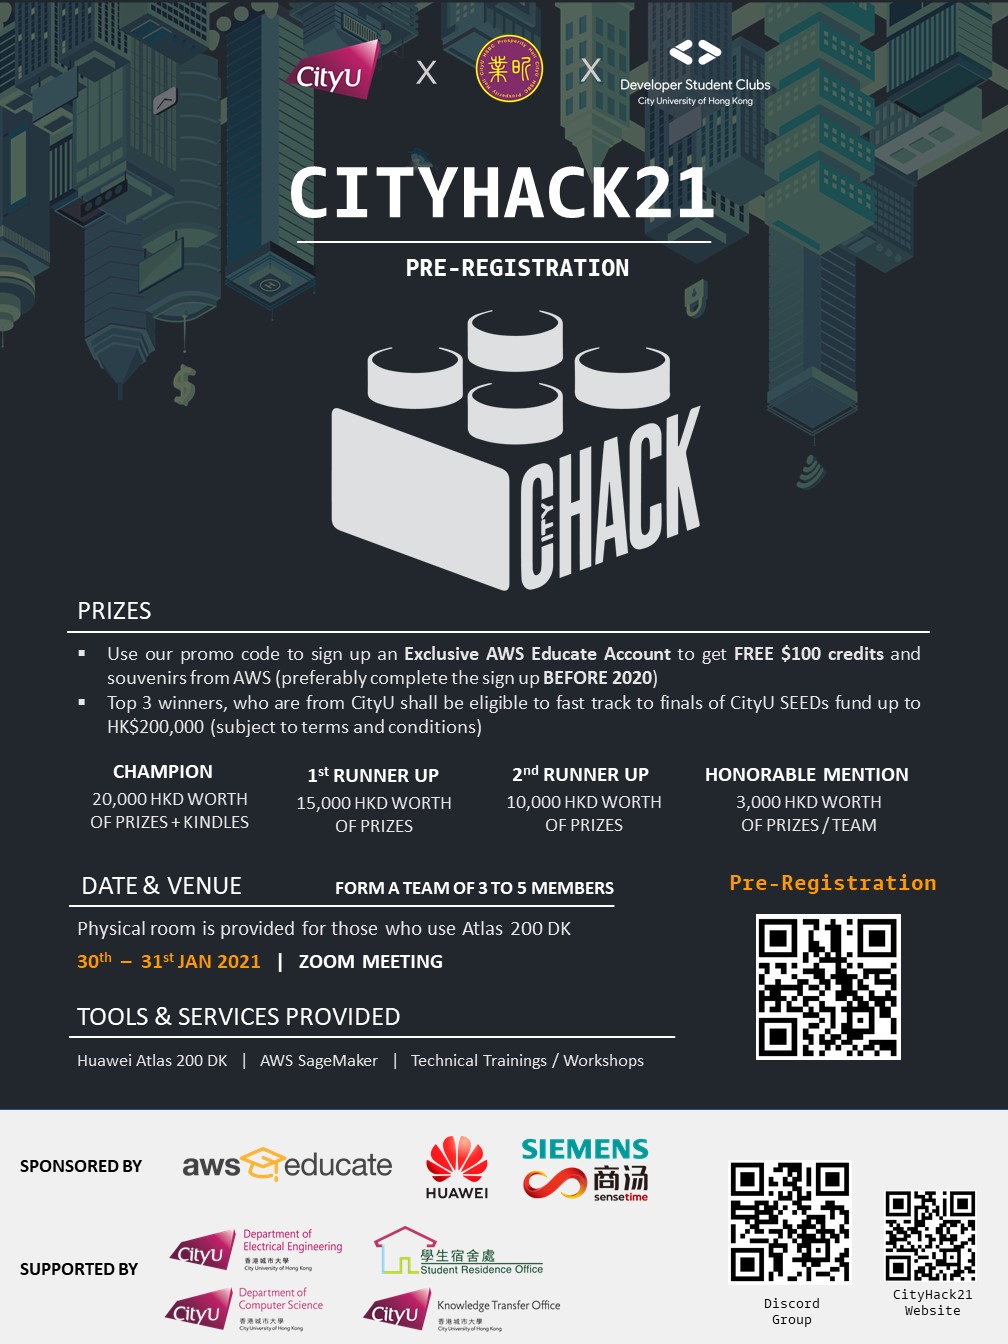 CityU
X
業昕
CityU HSBC Prosperity Hall
X
Developer Student Clubs
City University of Hong Kong
CITYHACK21
PRE-REGISTRATION
CITY HACK
PRIZES
▪ Use our promo code to sign up an Exclusive AWS Educate Account to get FREE $100 credits and
souvenirs from AWS (preferably complete the sign up BEFORE 2020)
▪ Top 3 winners, who are from CityU shall be eligible to fast track to finals of CityU SEEDs fund up to
HK$200,000 (subject to terms and conditions)
CHAMPION
20,000 HKD WORTH
OF PRIZES + KINDLES
1st RUNNER UP
15,000 HKD WORTH
OF PRIZES
2nd RUNNER UP
10,000 HKD WORTH
OF PRIZES
HONORABLE MENTION
3,000 HKD WORTH
OF PRIZES / TEAM
DATE & VENUE
FORM A TEAM OF 3 TO 5 MEMBERS
Physical room is provided for those who use Atlas 200 DK
30th – 31st JAN 2021 | ZOOM MEETING
Pre-Registration
TOOLS & SERVICES PROVIDED
Huawei Atlas 200 DK | AWS SageMaker | Technical Trainings / Workshops
SPONSORED BY
aws educate
HUAWEI
SIEMENS
商汤
sensetime
SUPPORTED BY
CityU
Department of
Electrical Engineering
香港城市大學
City University of Hong Kong
學生宿舍處
Student Residence Office
CityU
Department of
Computer Science
香港城市大學
City University of Hong Kong
CityU
Knowledge Transfer Office
香港城市大學
City University of Hong Kong
Discord
Group
CityHack21
Website